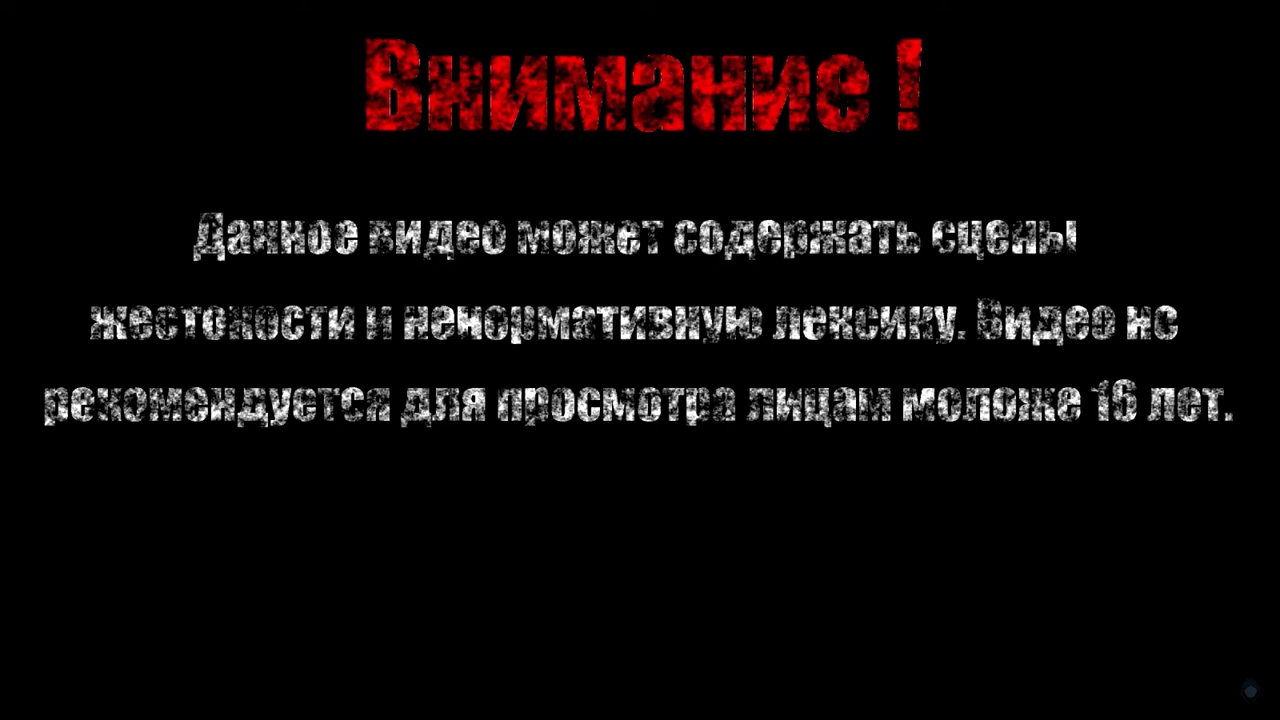 Внимание !
Данное видео может содержать сцены
жестокости и ненормативную лексику. Видео не
рекомендуется для просмотра лицам моложе 16 лет.